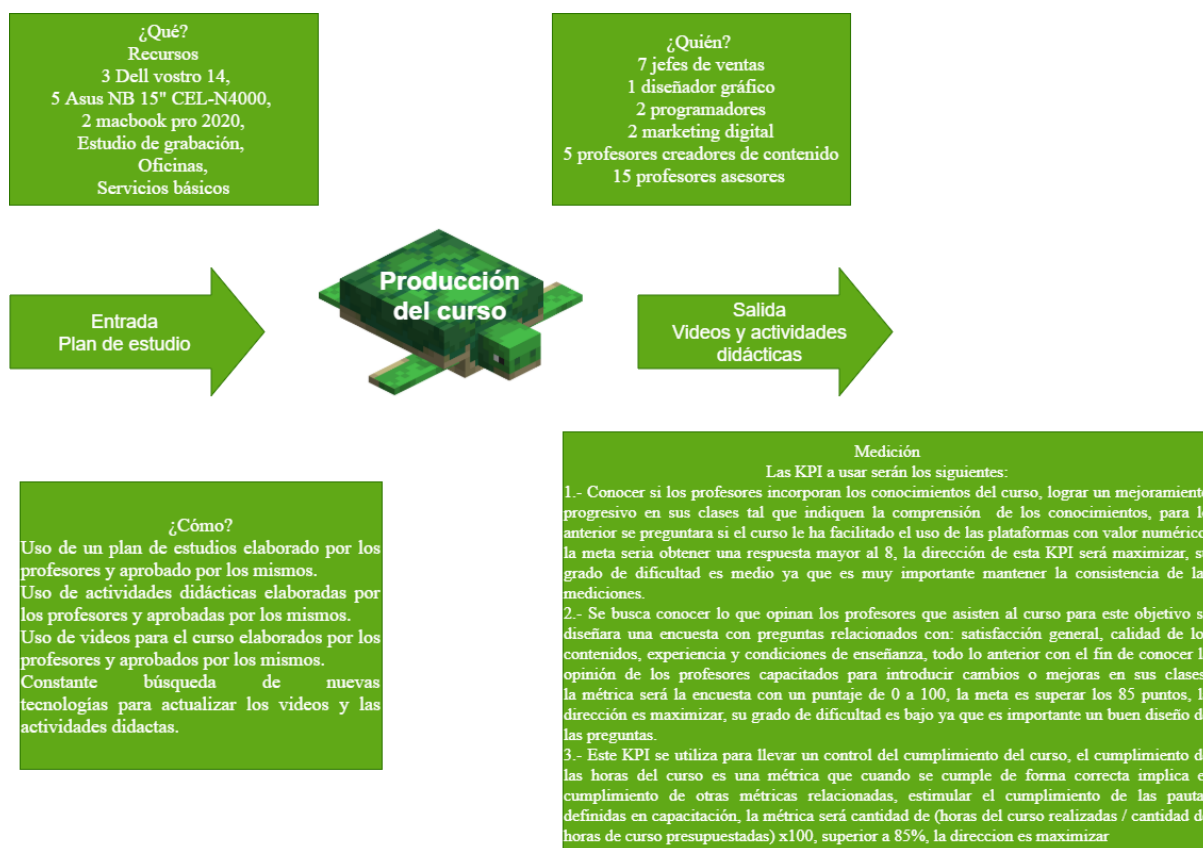 ¿Qué?
Recursos
3 Dell vostro 14,
5 Asus NB 15" CEL-N4000,
2 macbook pro 2020,
Estudio de grabación,
Oficinas,
Servicios básicos
¿Quién?
7 jefes de ventas
1 diseñador gráfico
2 programadores
2 marketing digital
5 profesores creadores de contenido
15 profesores asesores
Entrada
Plan de estudio
Producción
del curso
Salida
Videos y actividades
didácticas
¿Cómo?
Uso de un plan de estudios elaborado por los
profesores y aprobado por los mismos.
Uso de actividades didácticas elaboradas por
los profesores y aprobadas por los mismos.
Uso de videos para el curso elaborados por los
profesores y aprobados por los mismos.
Constante búsqueda de nuevas
tecnologías para actualizar los videos y las
actividades didactas.
Medición
Las KPI a usar serán los siguientes:
1.- Conocer si los profesores incorporan los conocimientos del curso, lograr un mejoramiento
progresivo en sus clases tal que indiquen la comprensión de los conocimientos, para
anterior se preguntara si el curso le ha facilitado el uso de las plataformas con valor numérico
la meta seria obtener una respuesta mayor al 8, la dirección de esta KPI será maximizar,
grado de dificultad es medio ya que es muy importante mantener la consistencia de
mediciones.
2.- Se busca conocer lo que opinan los profesores que asisten al curso para este objetivo
diseñara una encuesta con preguntas relacionados con: satisfacción general, calidad de
contenidos, experiencia y condiciones de enseñanza, todo lo anterior con el fin de conocer
opinión de los profesores capacitados para introducir cambios o mejoras en sus clases
la métrica será la encuesta con un puntaje de 0 a 100, la meta es superar los 85 puntos,
dirección es maximizar, su grado de dificultad es bajo ya que es importante un buen diseño
las preguntas.
3.- Este KPI se utiliza para llevar un control del cumplimiento del curso, el cumplimiento
las horas del curso es una métrica que cuando se cumple de forma correcta implica
cumplimiento de otras métricas relacionadas, estimular el cumplimiento de las
definidas en capacitación, la métrica será cantidad de (horas del curso realizadas / cantidad
horas de curso presupuestadas) x100, superior a 85%, la direccion es maximizar